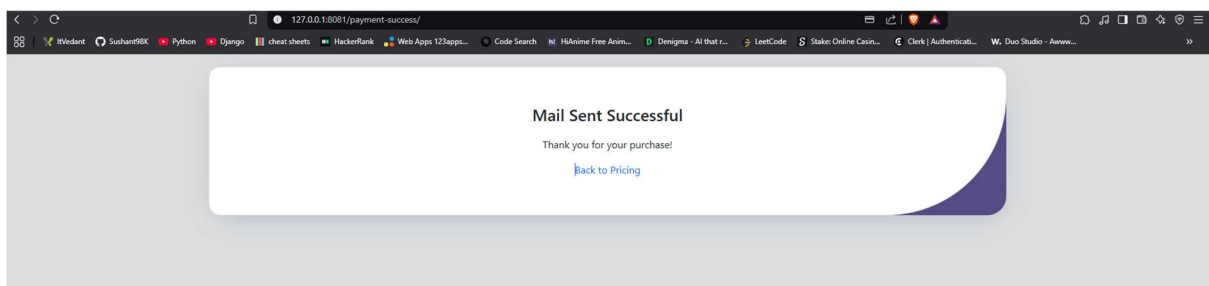 127.0.0.1:8081/payment-success/
ItVedant Sushant98K Python Django cheat sheets HackerRank Web Apps 123apps... Code Search HiAnime Free Anim... Denigma - AI that r... LeetCode Stake: Online Casin... Clerk | Authenticati... W. Duo Studio - Awww... »
Mail Sent Successful
Thank you for your purchase!
Back to Pricing